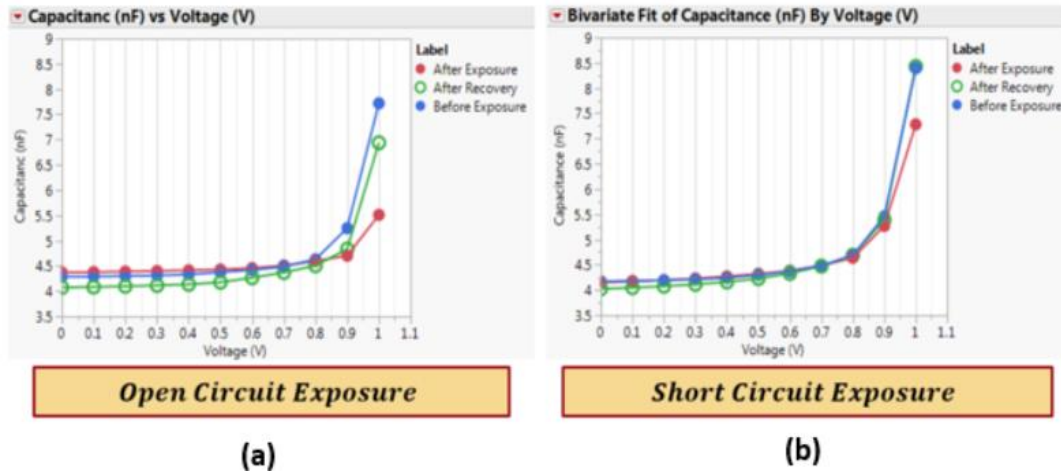 Capacitanc (nF) vs Voltage (V)
9
8.5
8
7.5
7
6.5
6
5.5
5
4.5
4
3.5
Capacitanc (nF)
0 0.1 0.2 0.3 0.4 0.5 0.6 0.7 0.8 0.9 1 1.1
Voltage (V)
Label
After Exposure
After Recovery
Before Exposure
Open Circuit Exposure
(a)
Bivariate Fit of Capacitance (nF) By Voltage (V)
9
8.5
8
7.5
7
6.5
6
5.5
5
4.5
4
3.5
Capacitance (nF)
0 0.1 0.2 0.3 0.4 0.5 0.6 0.7 0.8 0.9 1 1.1
Voltage (V)
Label
After Exposure
After Recovery
Before Exposure
Short Circuit Exposure
(b)